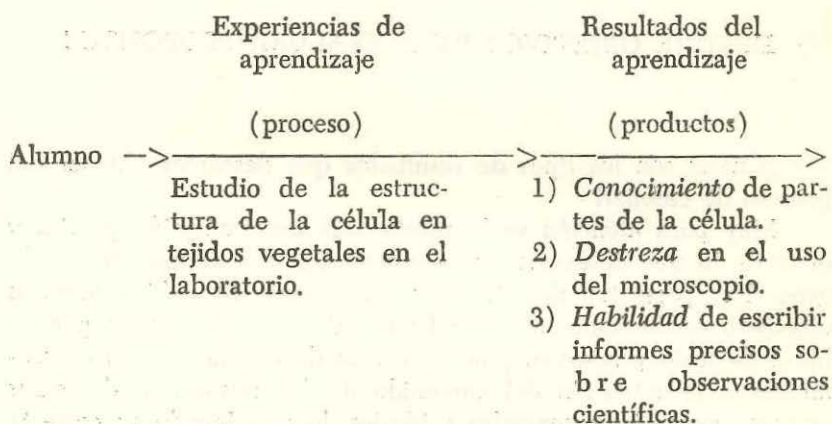 Experiencias de aprendizaje
Resultados del aprendizaje
(proceso)
(productos)
Alumno —> —> —>
Estudio de la estruc-
tura de la célula en
tejidos vegetales en el
laboratorio.
1) Conocimiento de par-
tes de la célula.
2) Destreza en el uso
del microscopio.
3) Habilidad de escribir
informes precisos so-
bre observaciones
científicas.